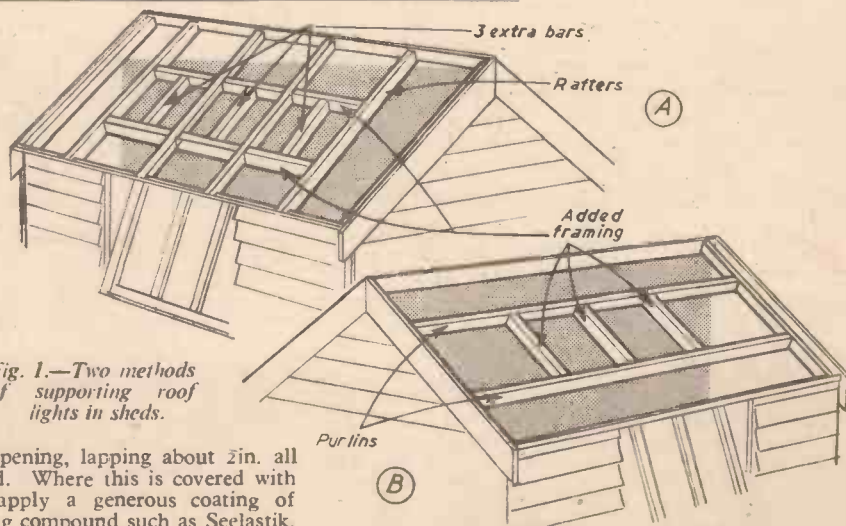 3 extra bars
Rafters
A
Added
framing
Fig. 1.—Two methods
of supporting roof
lights in sheds.
Purlins
B
pening, lapping about 2in. all
d. Where this is covered with
apply a generous coating of
g compound such as Seelastik.